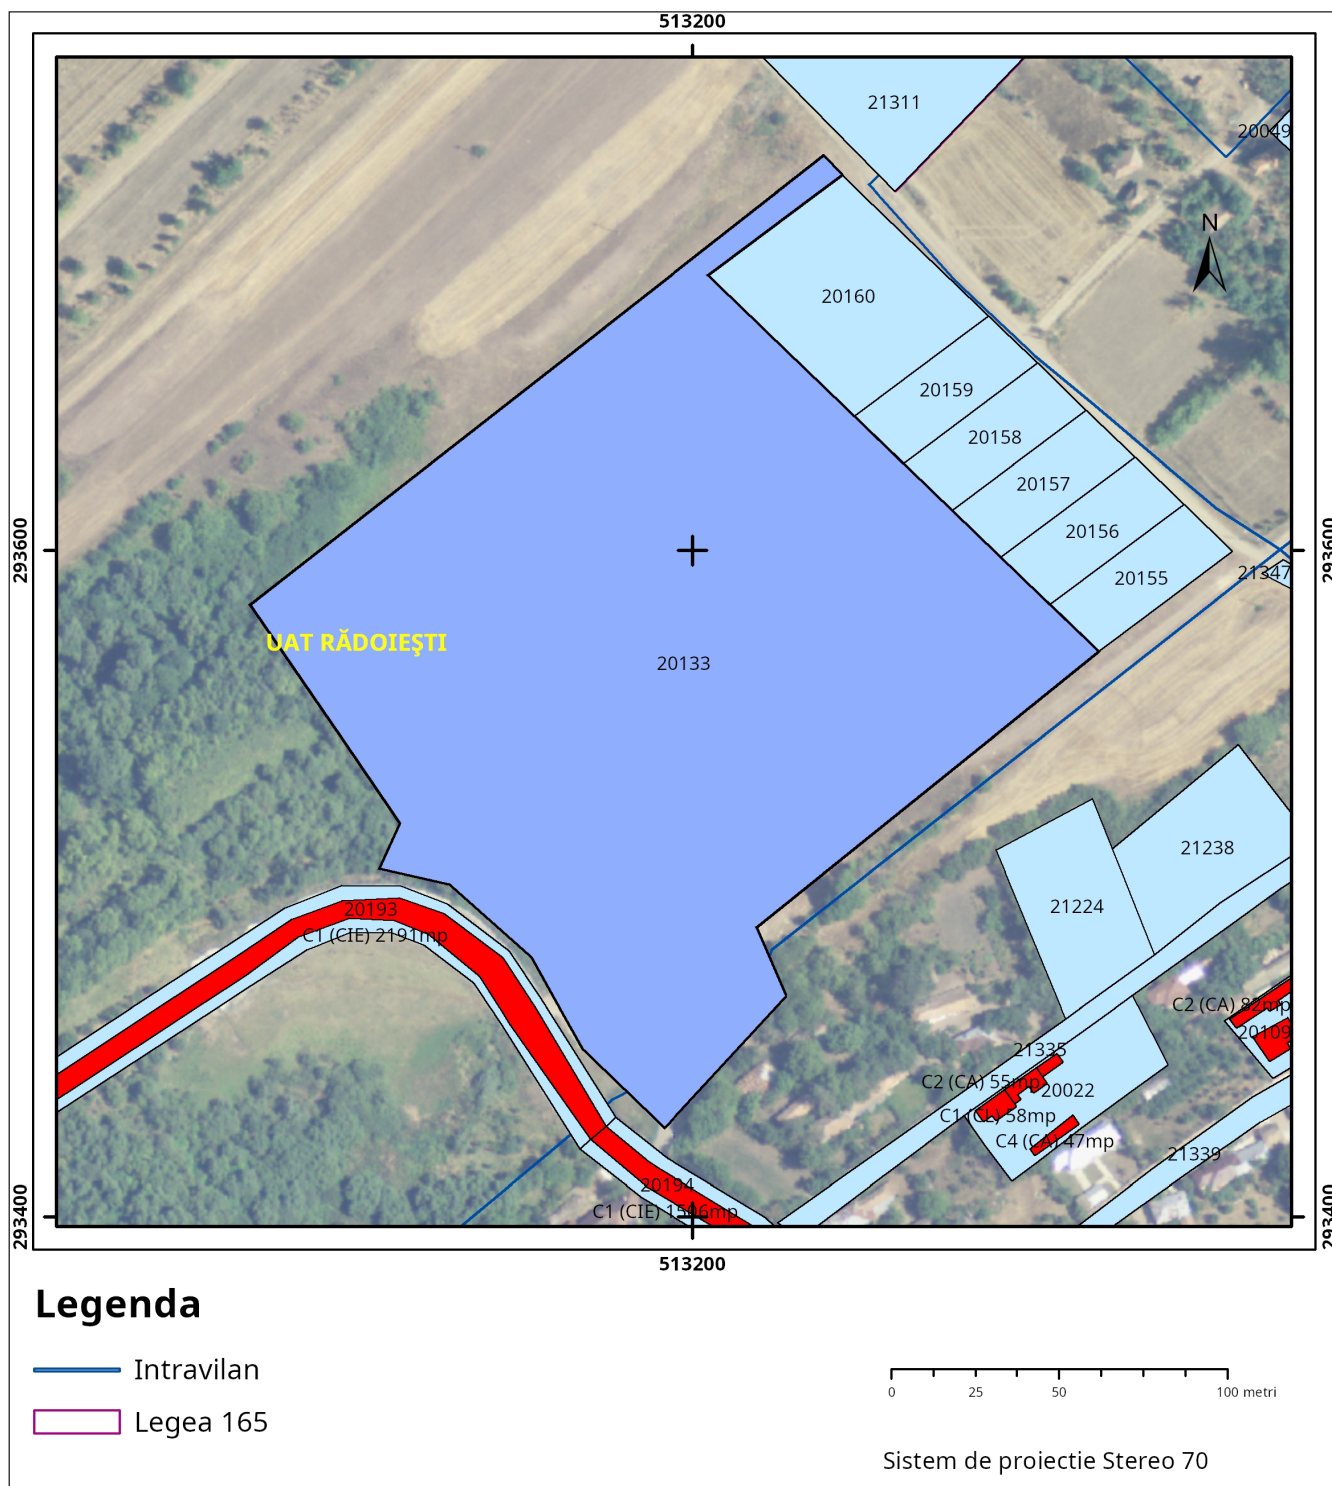 513200
21311
20049
N
20160
20159
20158
20157
20156
20155
293600
293600
21347
UAT RĂDOIEŞTI
20133
21238
21224
20193
C1 (CIE) 2191mp
C2 (CA) 82mp
20109
21335
C2 (CA) 55mp
20022
C1 (CL) 58mp
C4 (CA) 47mp
21339
20194
C1 (CIE) 1506mp
293400
293400
513200
Legenda
Intravilan
Legea 165
0 25 50 100 metri
Sistem de proiectie Stereo 70